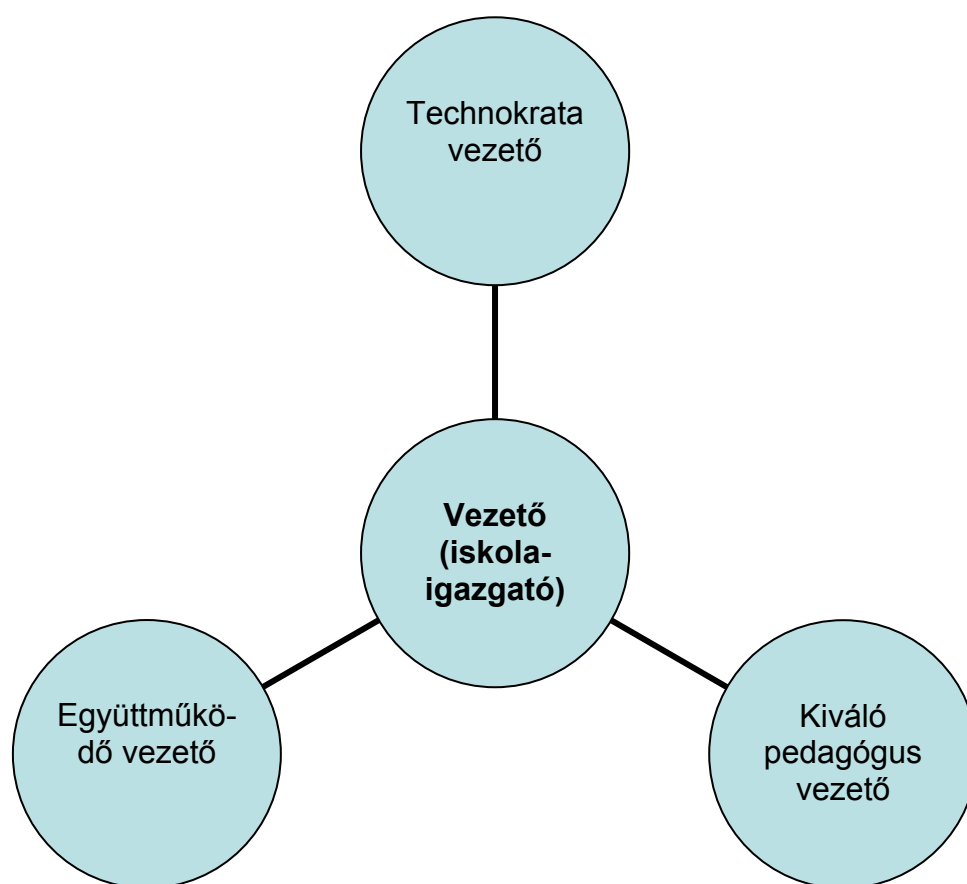 Technokrata
vezető
Vezető
(iskola-
igazgató)
Együttműkö-
dő vezető
Kiváló
pedagógus
vezető